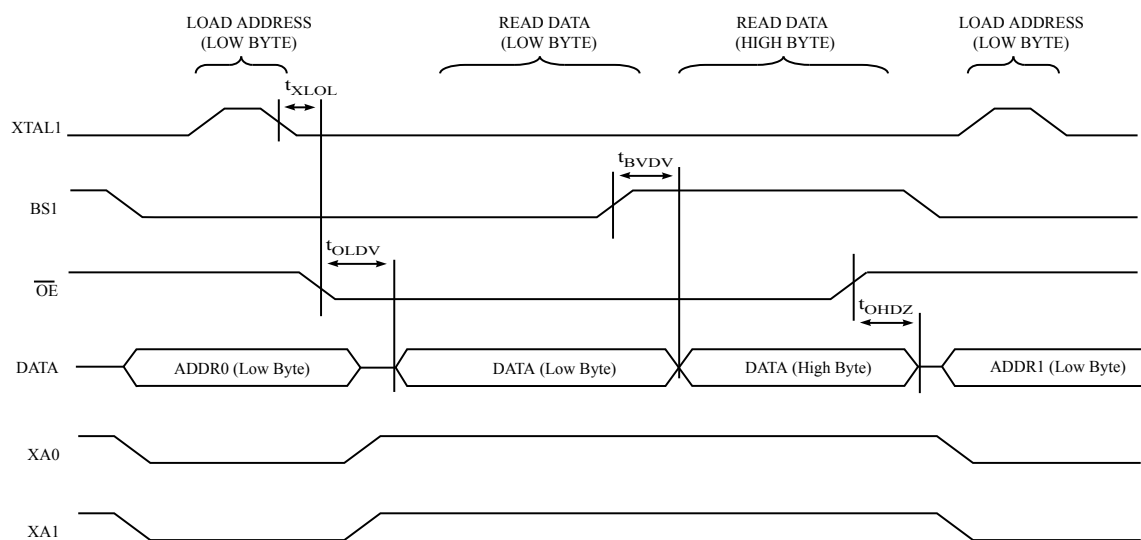 LOAD ADDRESS
(LOW BYTE)
READ DATA
(LOW BYTE)
READ DATA
(HIGH BYTE)
LOAD ADDRESS
(LOW BYTE)
tXLOL
XTAL1
tBVDV
BS1
tOLDV
OE
tOHDZ
DATA
ADDR0 (Low Byte)
DATA (Low Byte)
DATA (High Byte)
ADDR1 (Low Byte)
XA0
XA1